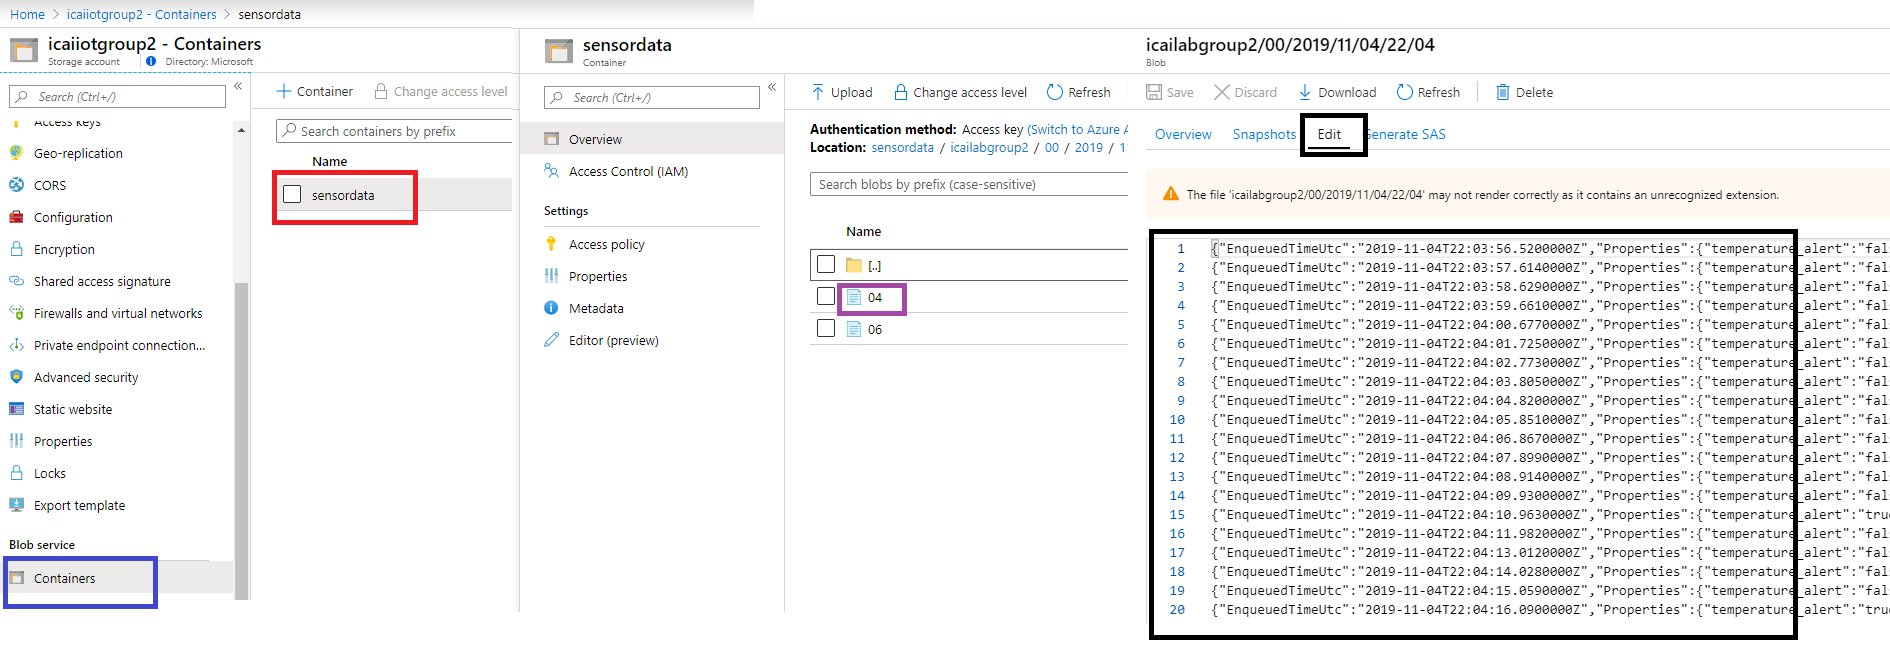 Home > icaiiotgroup2 - Containers > sensordata
icaiiotgroup2 - Containers
Storage account
Directory: Microsoft
Search (Ctrl+/)
Access keys
Geo-replication
CORS
Configuration
Encryption
Shared access signature
Firewalls and virtual networks
Private endpoint connection...
Advanced security
Static website
Properties
Locks
Export template
Blob service
Containers
Container
Change access level
Search containers by prefix
Name
sensordata
sensordata
Container
Search (Ctrl+/)
Overview
Access Control (IAM)
Settings
Access policy
Properties
Metadata
Editor (preview)
Upload
Change access level
Refresh
Authentication method: Access key (Switch to Azure A
Location: sensordata / icailabgroup2 / 00 / 2019 / 1
Search blobs by prefix (case-sensitive)
Name
[..]
04
06
icailabgroup2/00/2019/11/04/22/04
Blob
Save
Discard
Download
Refresh
Delete
Overview
Snapshots
Edit
Generate SAS
The file 'icailabgroup2/00/2019/11/04/22/04' may not render correctly as it contains an unrecognized extension.
1 {"EnqueuedTimeUtc":"2019-11-04T22:03:56.5200000Z","Properties":{"temperature_alert":"fal
2 {"EnqueuedTimeUtc":"2019-11-04T22:03:57.6140000Z","Properties":{"temperature_alert":"fal
3 {"EnqueuedTimeUtc":"2019-11-04T22:03:58.6290000Z","Properties":{"temperature_alert":"fal
4 {"EnqueuedTimeUtc":"2019-11-04T22:03:59.6610000Z","Properties":{"temperature_alert":"fal
5 {"EnqueuedTimeUtc":"2019-11-04T22:04:00.6770000Z","Properties":{"temperature_alert":"fal
6 {"EnqueuedTimeUtc":"2019-11-04T22:04:01.7250000Z","Properties":{"temperature_alert":"fal
7 {"EnqueuedTimeUtc":"2019-11-04T22:04:02.7730000Z","Properties":{"temperature_alert":"fal
8 {"EnqueuedTimeUtc":"2019-11-04T22:04:03.8050000Z","Properties":{"temperature_alert":"fal
9 {"EnqueuedTimeUtc":"2019-11-04T22:04:04.8200000Z","Properties":{"temperature_alert":"fal
10 {"EnqueuedTimeUtc":"2019-11-04T22:04:05.8510000Z","Properties":{"temperature_alert":"fal
11 {"EnqueuedTimeUtc":"2019-11-04T22:04:06.8670000Z","Properties":{"temperature_alert":"fal
12 {"EnqueuedTimeUtc":"2019-11-04T22:04:07.8990000Z","Properties":{"temperature_alert":"fal
13 {"EnqueuedTimeUtc":"2019-11-04T22:04:08.9140000Z","Properties":{"temperature_alert":"fal
14 {"EnqueuedTimeUtc":"2019-11-04T22:04:09.9300000Z","Properties":{"temperature_alert":"fal
15 {"EnqueuedTimeUtc":"2019-11-04T22:04:10.9630000Z","Properties":{"temperature_alert":"tru
16 {"EnqueuedTimeUtc":"2019-11-04T22:04:11.9820000Z","Properties":{"temperature_alert":"fal
17 {"EnqueuedTimeUtc":"2019-11-04T22:04:13.0120000Z","Properties":{"temperature_alert":"fal
18 {"EnqueuedTimeUtc":"2019-11-04T22:04:14.0280000Z","Properties":{"temperature_alert":"fal
19 {"EnqueuedTimeUtc":"2019-11-04T22:04:15.0590000Z","Properties":{"temperature_alert":"fal
20 {"EnqueuedTimeUtc":"2019-11-04T22:04:16.0900000Z","Properties":{"temperature_alert":"tru